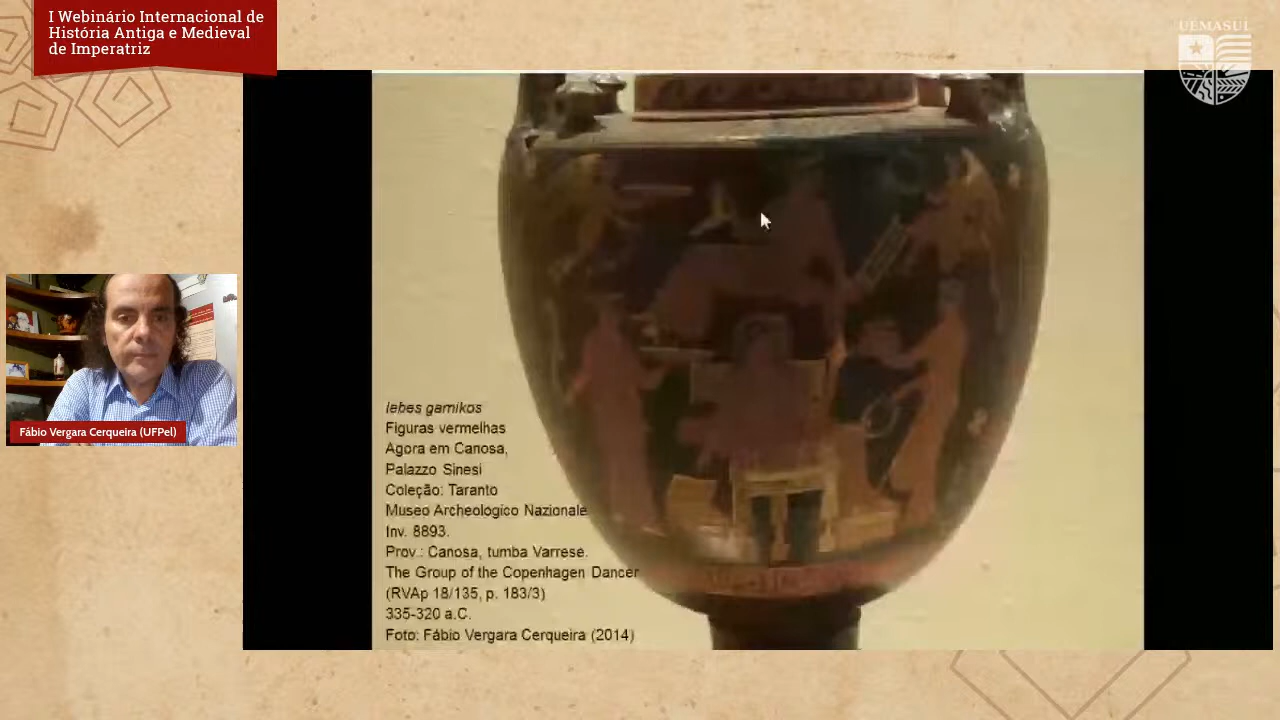 I Webinário Internacional de
História Antiga e Medieval
de Imperatriz
UEMASUL
Fábio Vergara Cerqueira (UFPel)
lebes gamikos
Figuras vermelhas
Agora em Canosa,
Palazzo Sinesi
Coleção: Taranto
Museo Archeologico Nazionale
Inv. 8893.
Prov.: Canosa, tumba Varrese.
The Group of the Copenhagen Dancer
(RVAp 18/135, p. 183/3)
335-320 a.C.
Foto: Fábio Vergara Cerqueira (2014)